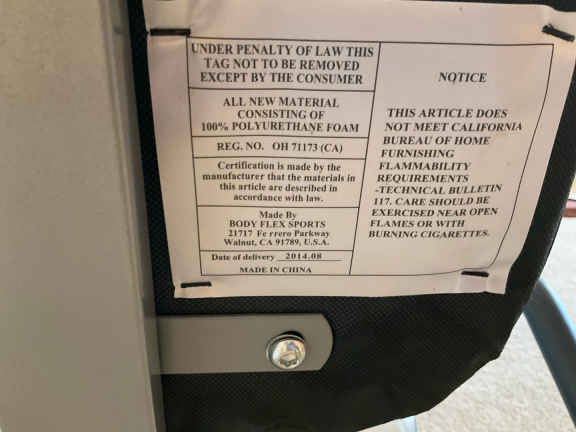 UNDER PENALTY OF LAW THIS
TAG NOT TO BE REMOVED
EXCEPT BY THE CONSUMER
ALL NEW MATERIAL
CONSISTING OF
100% POLYURETHANE FOAM
REG. NO. OH 71173 (CA)
Certification is made by the
manufacturer that the materials in
this article are described in
accordance with law.
Made By
BODY FLEX SPORTS
21717 Fe rrero Parkway
Walnut, CA 91789, U.S.A.
Date of delivery 2014.08
MADE IN CHINA
NOTICE
THIS ARTICLE DOES
NOT MEET CALIFORNIA
BUREAU OF HOME
FURNISHING
FLAMMABILITY
REQUIREMENTS
-TECHNICAL BULLETIN
117. CARE SHOULD BE
EXERCISED NEAR OPEN
FLAMES OR WITH
BURNING CIGARETTES.